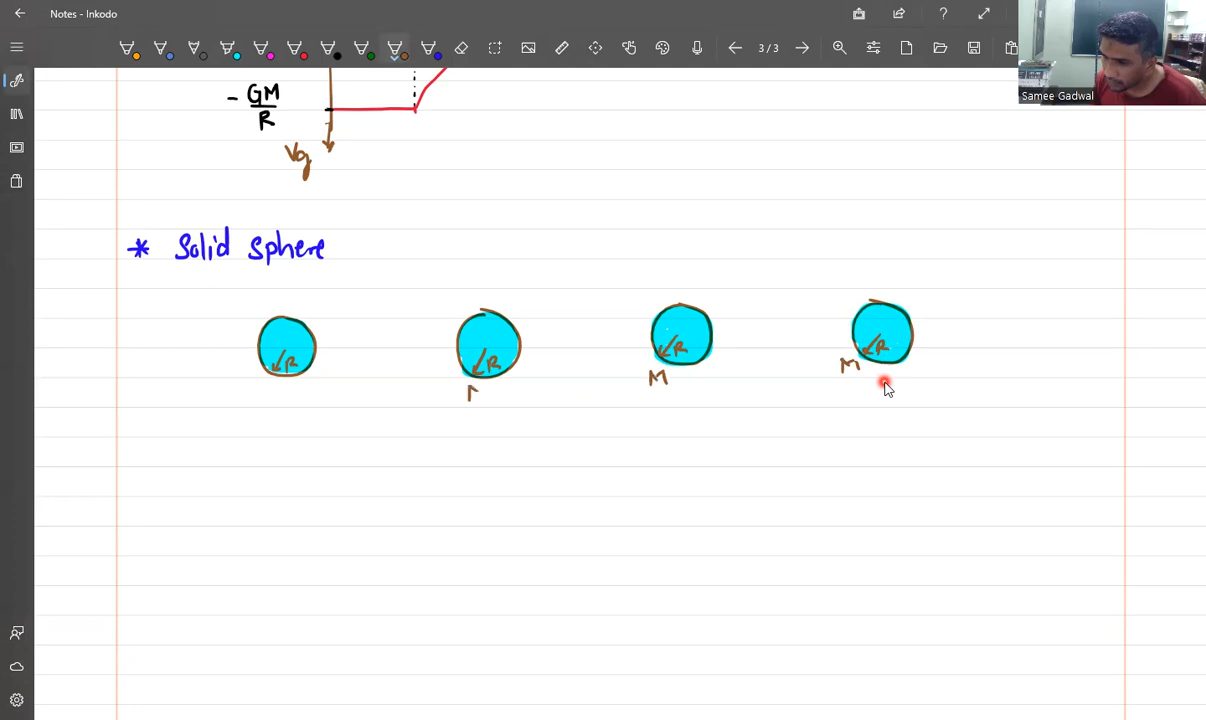 Notes - Inkodo
3 / 3
Samee Gadwal
- GM
R
Vg
* Solid sphere
R R R R
M M